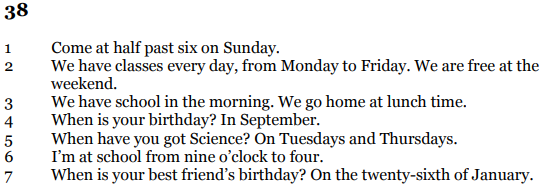 38
1 Come at half past six on Sunday.
2 We have classes every day, from Monday to Friday. We are free at the
weekend.
3 We have school in the morning. We go home at lunch time.
4 When is your birthday? In September.
5 When have you got Science? On Tuesdays and Thursdays.
6 I’m at school from nine o’clock to four.
7 When is your best friend’s birthday? On the twenty-sixth of January.